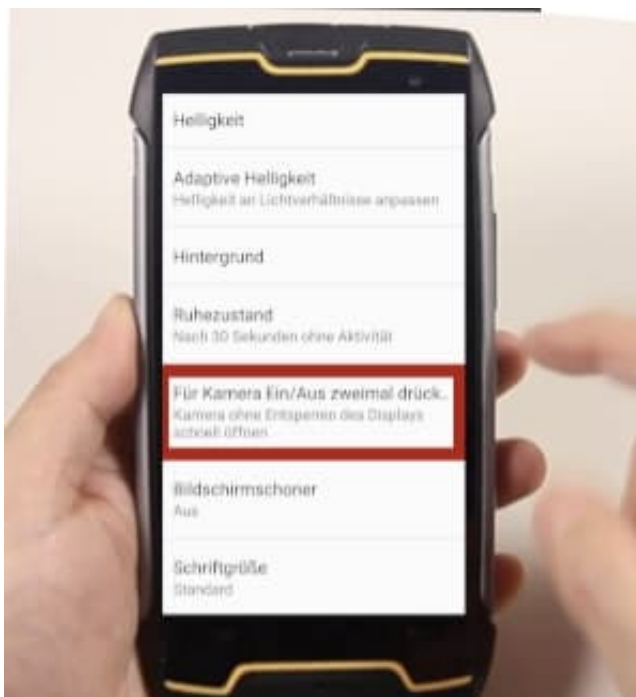 Helligkeit
Adaptive Helligkeit
Helligkeit an Lichtverhältnisse anpassen
Hintergrund
Ruhezustand
Nach 30 Sekunden ohne Aktivität
Für Kamera Ein/Aus zweimal drück..
Kamera ohne Entsperren des Displays
schnell öffnen
Bildschirmschoner
Aus
Schriftgröße
Standard